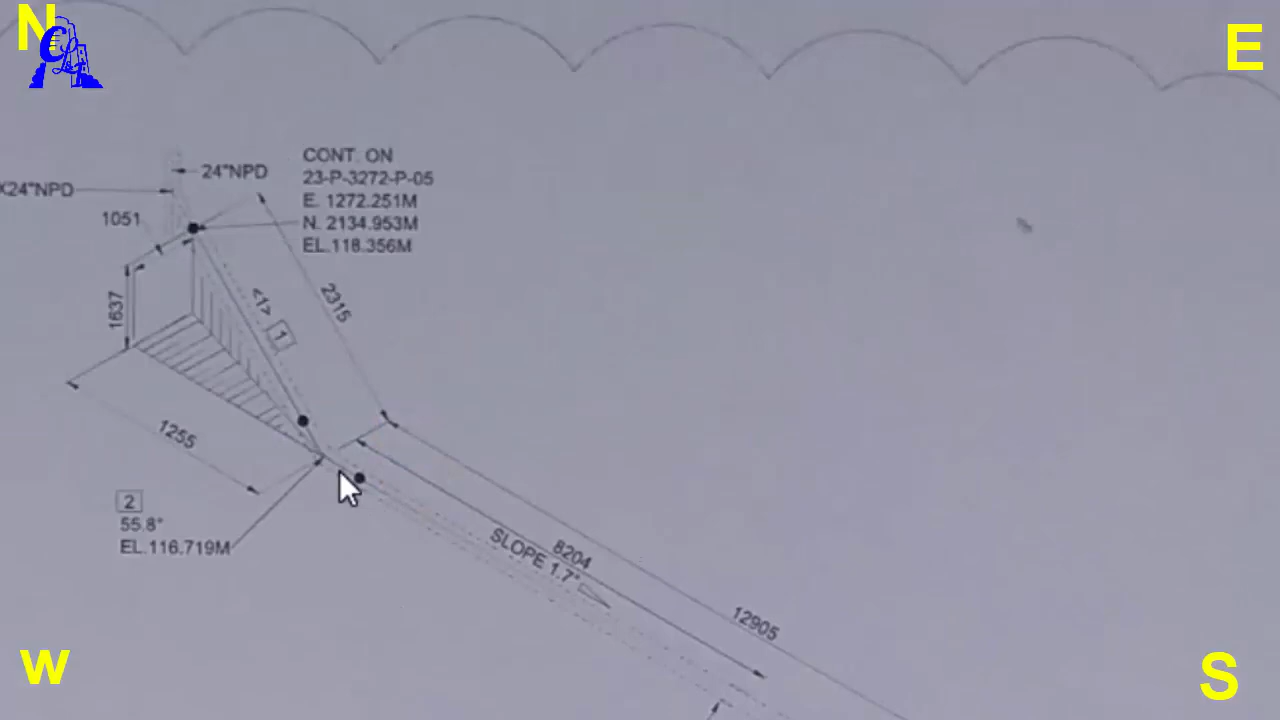 N
E
CONT. ON
24"NPD
23-P-3272-P-05
X24"NPD
E. 1272.251M
1051
N. 2134.953M
EL.118.356M
1637
<1>
1
2315
1255
2
55.8°
EL.116.719M
8204
SLOPE 1.7°
12905
W
S